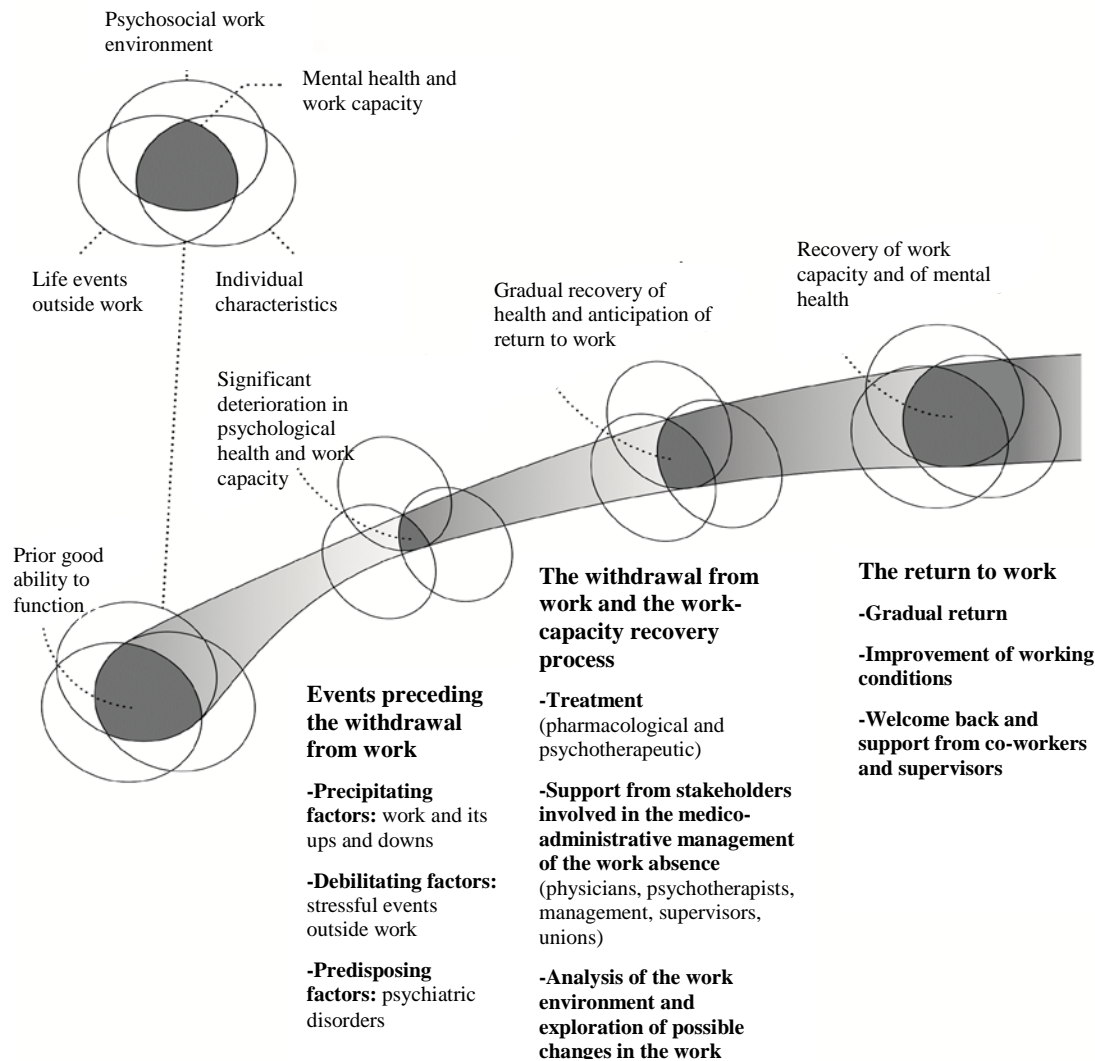 Psychosocial work
environment
Mental health and
work capacity
Life events
outside work
Individual
characteristics
Recovery of work
capacity and of mental
health
Gradual recovery of
health and anticipation of
return to work
Significant
deterioration in
psychological
health and work
capacity
Prior good
ability to
function
Events preceding
the withdrawal
from work
-Precipitating
factors: work and its
ups and downs
-Debilitating factors:
stressful events
outside work
-Predisposing
factors: psychiatric
disorders
The withdrawal from
work and the work-
capacity recovery
process
-Treatment
(pharmacological and
psychotherapeutic)
-Support from stakeholders
involved in the medico-
administrative management
of the work absence
(physicians, psychotherapists,
management, supervisors,
unions)
-Analysis of the work
environment and
exploration of possible
changes in the work
The return to work
-Gradual return
-Improvement of working
conditions
-Welcome back and
support from co-workers
and supervisors